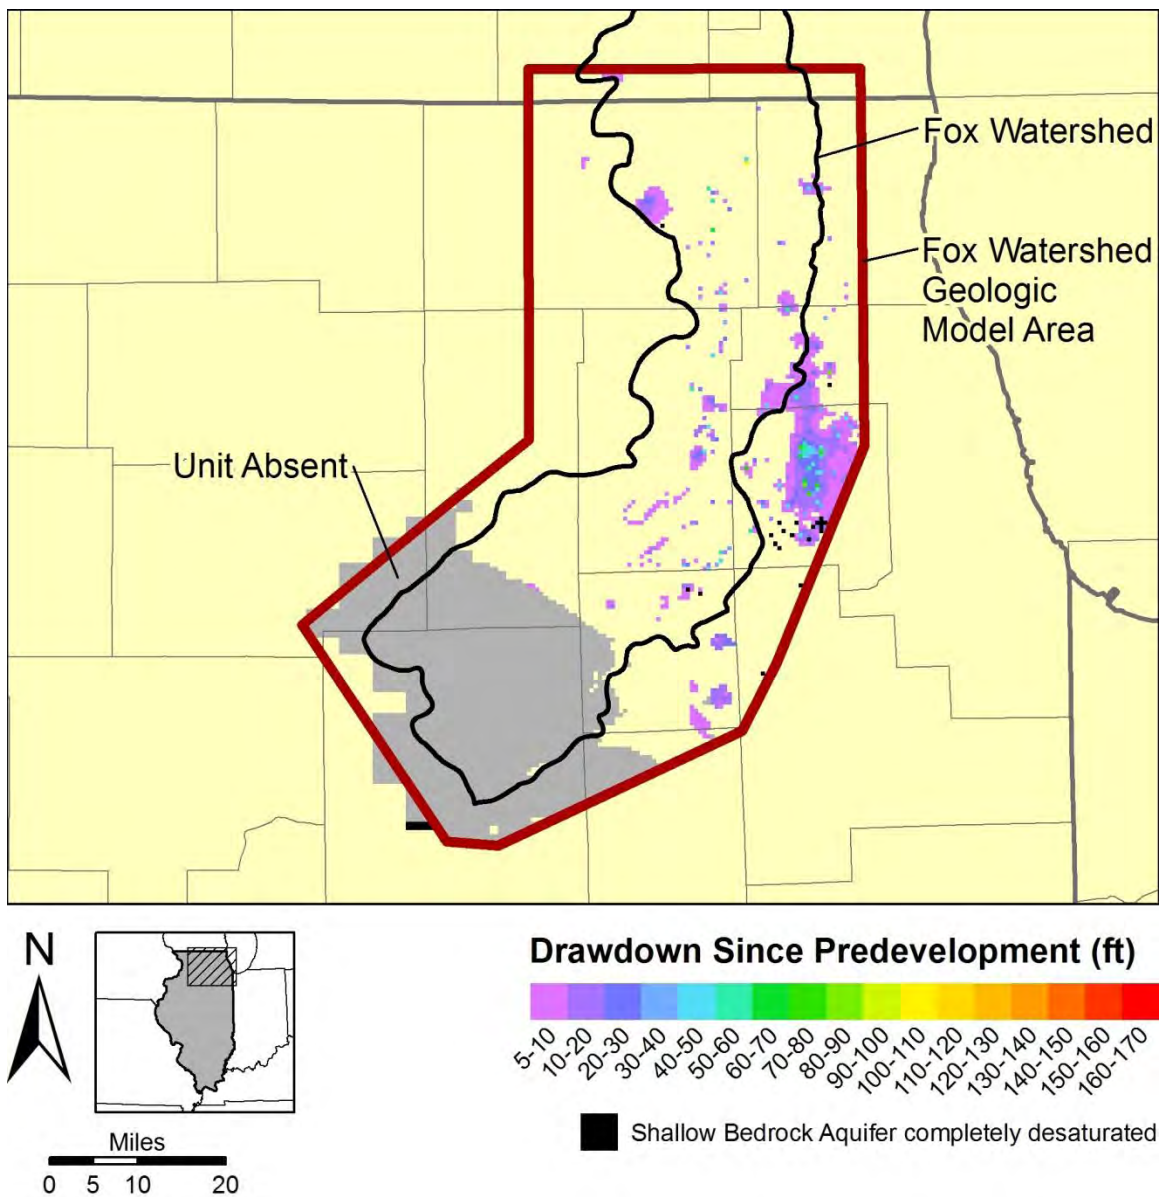 Fox Watershed
Fox Watershed
Geologic
Model Area
Unit Absent
N
Miles
0 5 10 20
Drawdown Since Predevelopment (ft)
5-10
10-20
20-30
30-40
40-50
50-60
60-70
70-80
80-90
90-100
100-110
110-120
120-130
130-140
140-150
150-160
160-170
Shallow Bedrock Aquifer completely desaturated